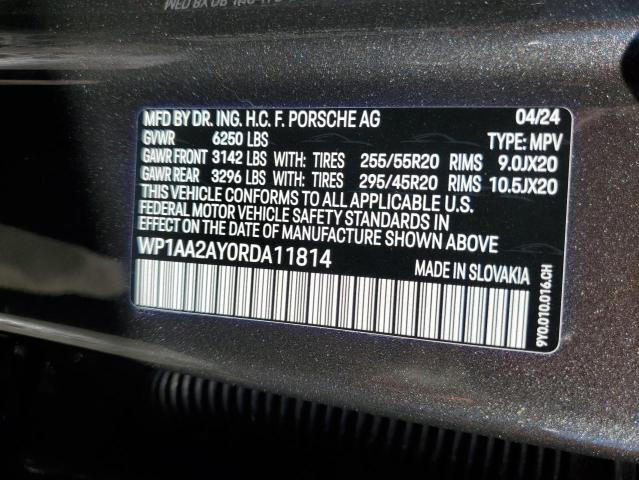 MFD BY DR. ING. H.C. F. PORSCHE AG 04/24
GVWR 6250 LBS TYPE: MPV
GAWR FRONT 3142 LBS WITH: TIRES 255/55R20 RIMS 9.0JX20
GAWR REAR 3296 LBS WITH: TIRES 295/45R20 RIMS 10.5JX20
THIS VEHICLE CONFORMS TO ALL APPLICABLE U.S.
FEDERAL MOTOR VEHICLE SAFETY STANDARDS IN
EFFECT ON THE DATE OF MANUFACTURE SHOWN ABOVE
WP1AA2AY0RDA11814 MADE IN SLOVAKIA
9Y0.010.016.CH